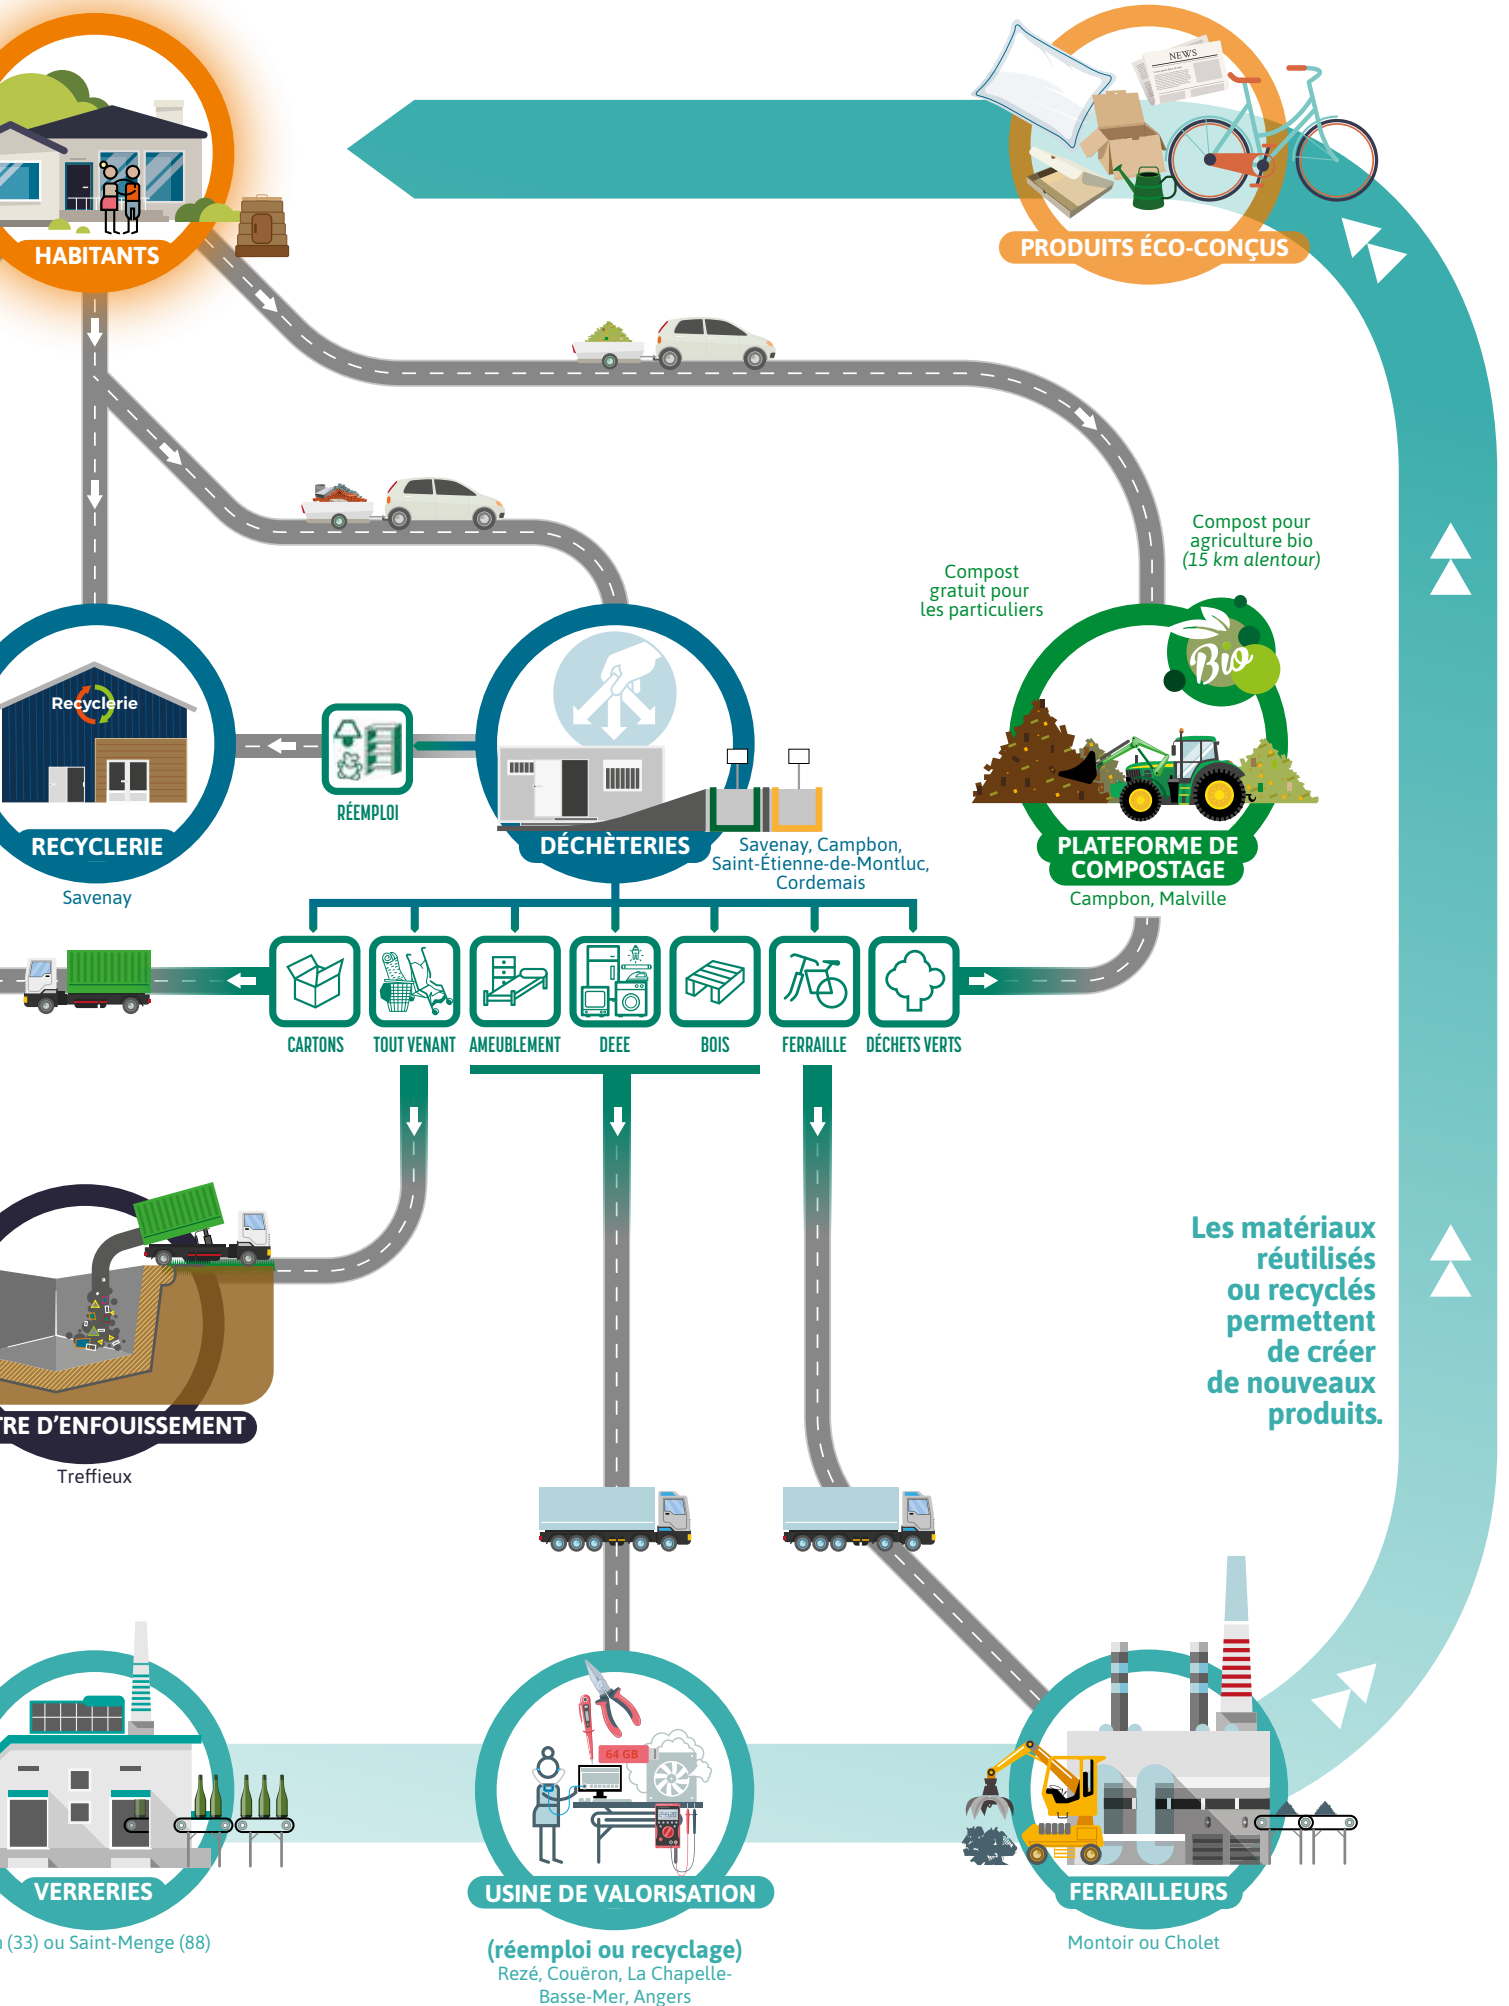 NEWS
HABITANTS
PRODUITS ÉCO-CONÇUS
Compost pour
agriculture bio
(15 km alentour)
Compost
gratuit pour
les particuliers
Bio
Recyclerie
RÉEMPLOI
RECYCLERIE
Savenay
DÉCHÈTERIES
Savenay, Campbon,
Saint-Étienne-de-Montluc,
Cordemais
PLATEFORME DE
COMPOSTAGE
Campbon, Malville
CARTONS
TOUT VENANT
AMEUBLEMENT
DEEE
BOIS
FERRAILLE
DÉCHETS VERTS
Les matériaux
réutilisés
ou recyclés
permettent
de créer
de nouveaux
produits.
TRE D'ENFOUISSEMENT
Treffieux
64 GB
VERRERIES
(33) ou Saint-Menge (88)
USINE DE VALORISATION
(réemploi ou recyclage)
Rezé, Couëron, La Chapelle-
Basse-Mer, Angers
FERRAILLEURS
Montoir ou Cholet